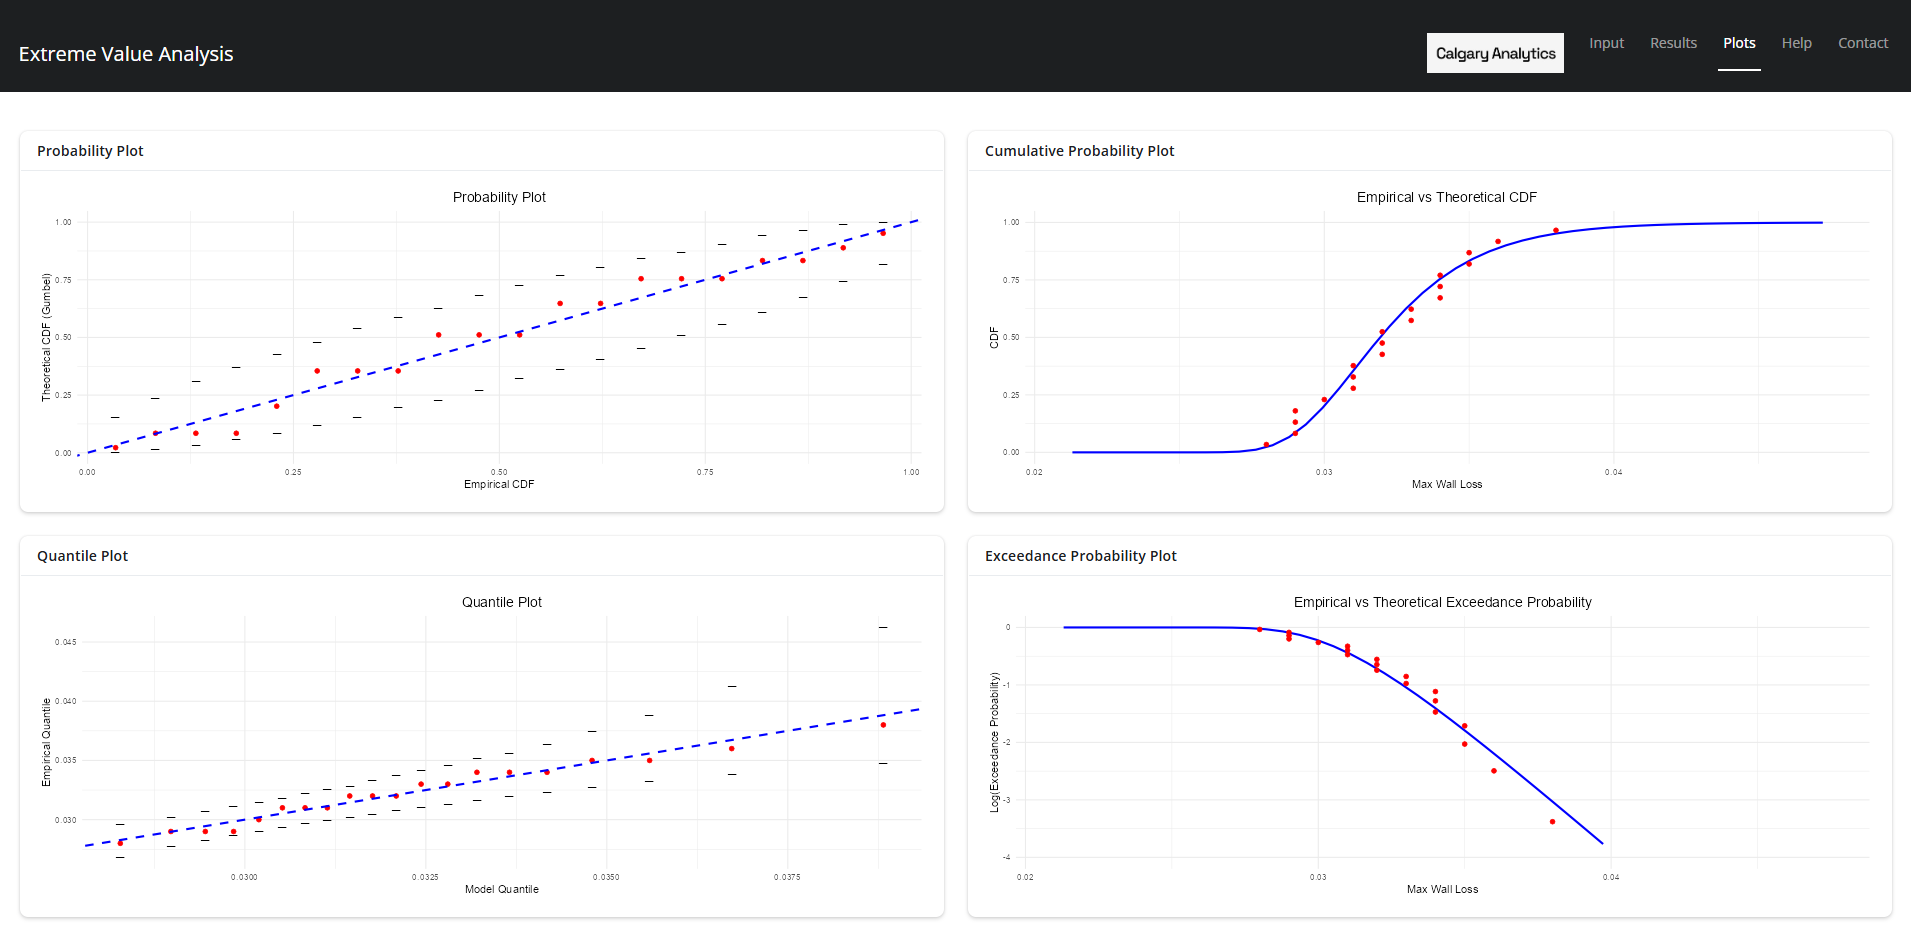 Extreme Value Analysis
Calgary Analytics
Input
Results
Plots
Help
Contact
Probability Plot
Probability Plot
1.00
0.75
0.50
0.25
0.00
Theoretical CDF (Gumbel)
0.00
0.25
0.50
0.75
1.00
Empirical CDF
Cumulative Probability Plot
Empirical vs Theoretical CDF
1.00
0.75
0.50
0.25
0.00
CDF
0.02
0.03
0.04
Max Wall Loss
Quantile Plot
Quantile Plot
0.045
0.040
0.035
0.030
Empirical Quantile
0.0300
0.0325
0.0350
0.0375
Model Quantile
Exceedance Probability Plot
Empirical vs Theoretical Exceedance Probability
0
-1
-2
-3
-4
Log(Exceedance Probability)
0.02
0.03
0.04
Max Wall Loss